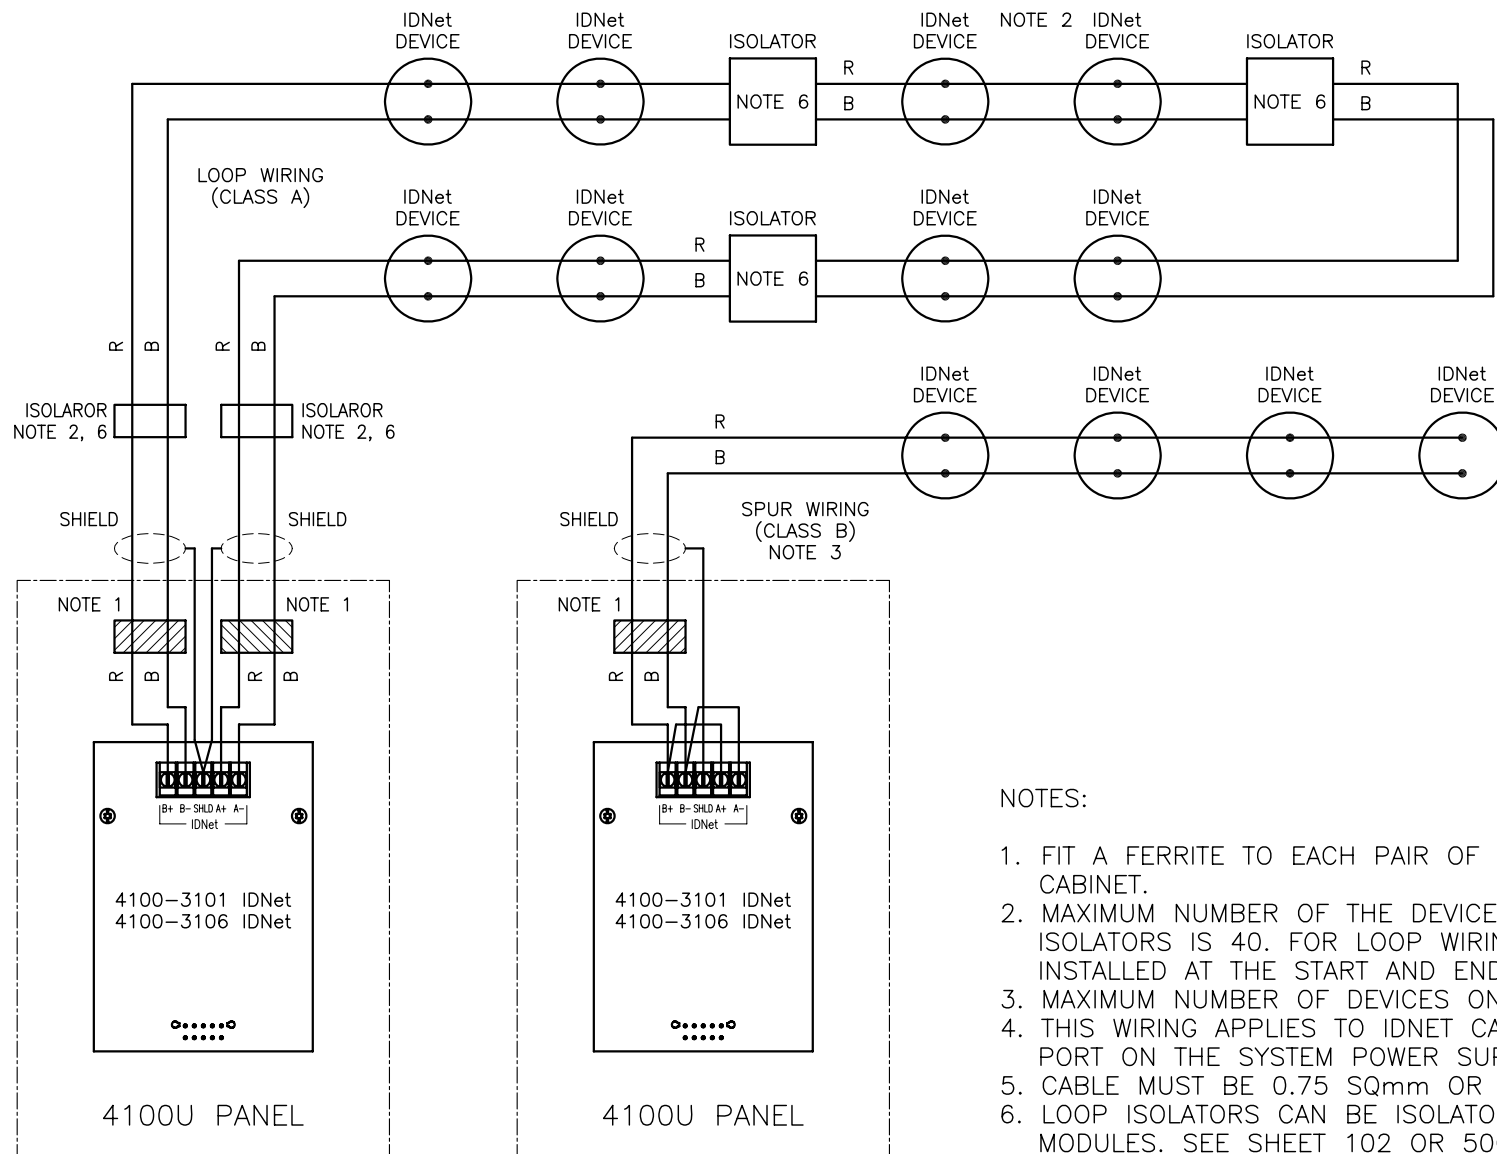 IDNet DEVICE
IDNet DEVICE
ISOLATOR
IDNet DEVICE
NOTE 2
IDNet DEVICE
ISOLATOR
NOTE 6
R
B
NOTE 6
R
B
LOOP WIRING
(CLASS A)
IDNet DEVICE
IDNet DEVICE
ISOLATOR
IDNet DEVICE
IDNet DEVICE
R
B
NOTE 6
R
B
R
B
ISOLAROR
NOTE 2, 6
ISOLAROR
NOTE 2, 6
IDNet DEVICE
IDNet DEVICE
IDNet DEVICE
IDNet DEVICE
R
B
SPUR WIRING
(CLASS B)
NOTE 3
SHIELD
SHIELD
SHIELD
NOTE 1
NOTE 1
NOTE 1
R
B
R
B
R
B
B+ B- SHLD A+ A-
IDNet
B+ B- SHLD A+ A-
IDNet
4100-3101 IDNet
4100-3106 IDNet
4100-3101 IDNet
4100-3106 IDNet
4100U PANEL
4100U PANEL
NOTES:
1. FIT A FERRITE TO EACH PAIR OF
CABINET.
2. MAXIMUM NUMBER OF THE DEVICE
ISOLATORS IS 40. FOR LOOP WIRIN
INSTALLED AT THE START AND END
3. MAXIMUM NUMBER OF DEVICES ON
4. THIS WIRING APPLIES TO IDNET CA
PORT ON THE SYSTEM POWER SUP
5. CABLE MUST BE 0.75 SQmm OR
6. LOOP ISOLATORS CAN BE ISOLATO
MODULES. SEE SHEET 102 OR 50